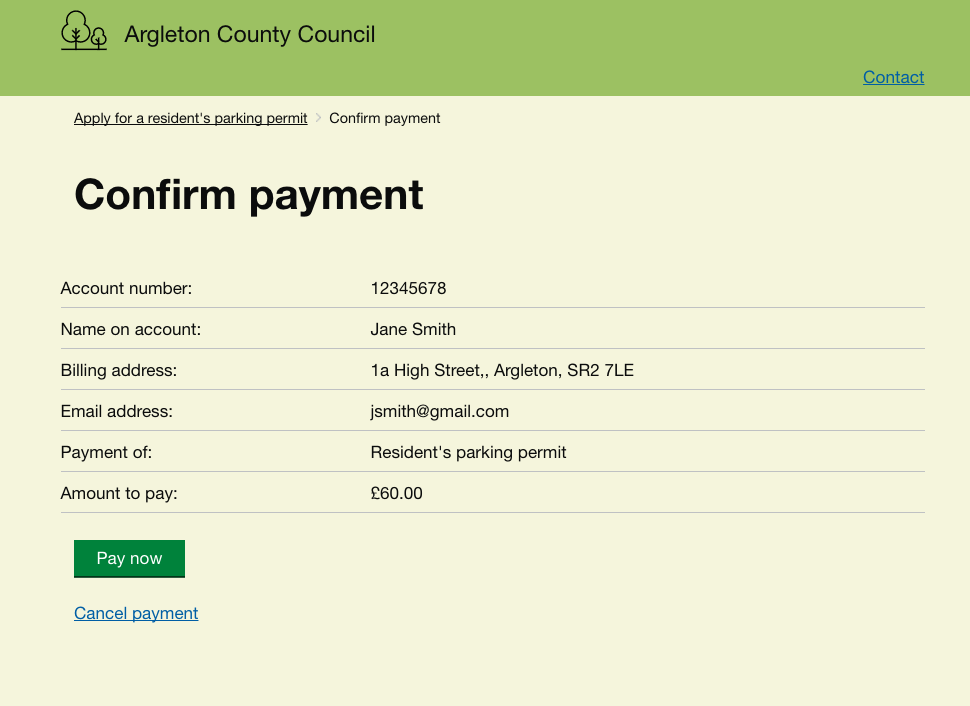 Argleton County Council
Contact
Apply for a resident's parking permit > Confirm payment
Confirm payment
Account number: 12345678
Name on account: Jane Smith
Billing address: 1a High Street,, Argleton, SR2 7LE
Email address: jsmith@gmail.com
Payment of: Resident's parking permit
Amount to pay: £60.00
Pay now
Cancel payment